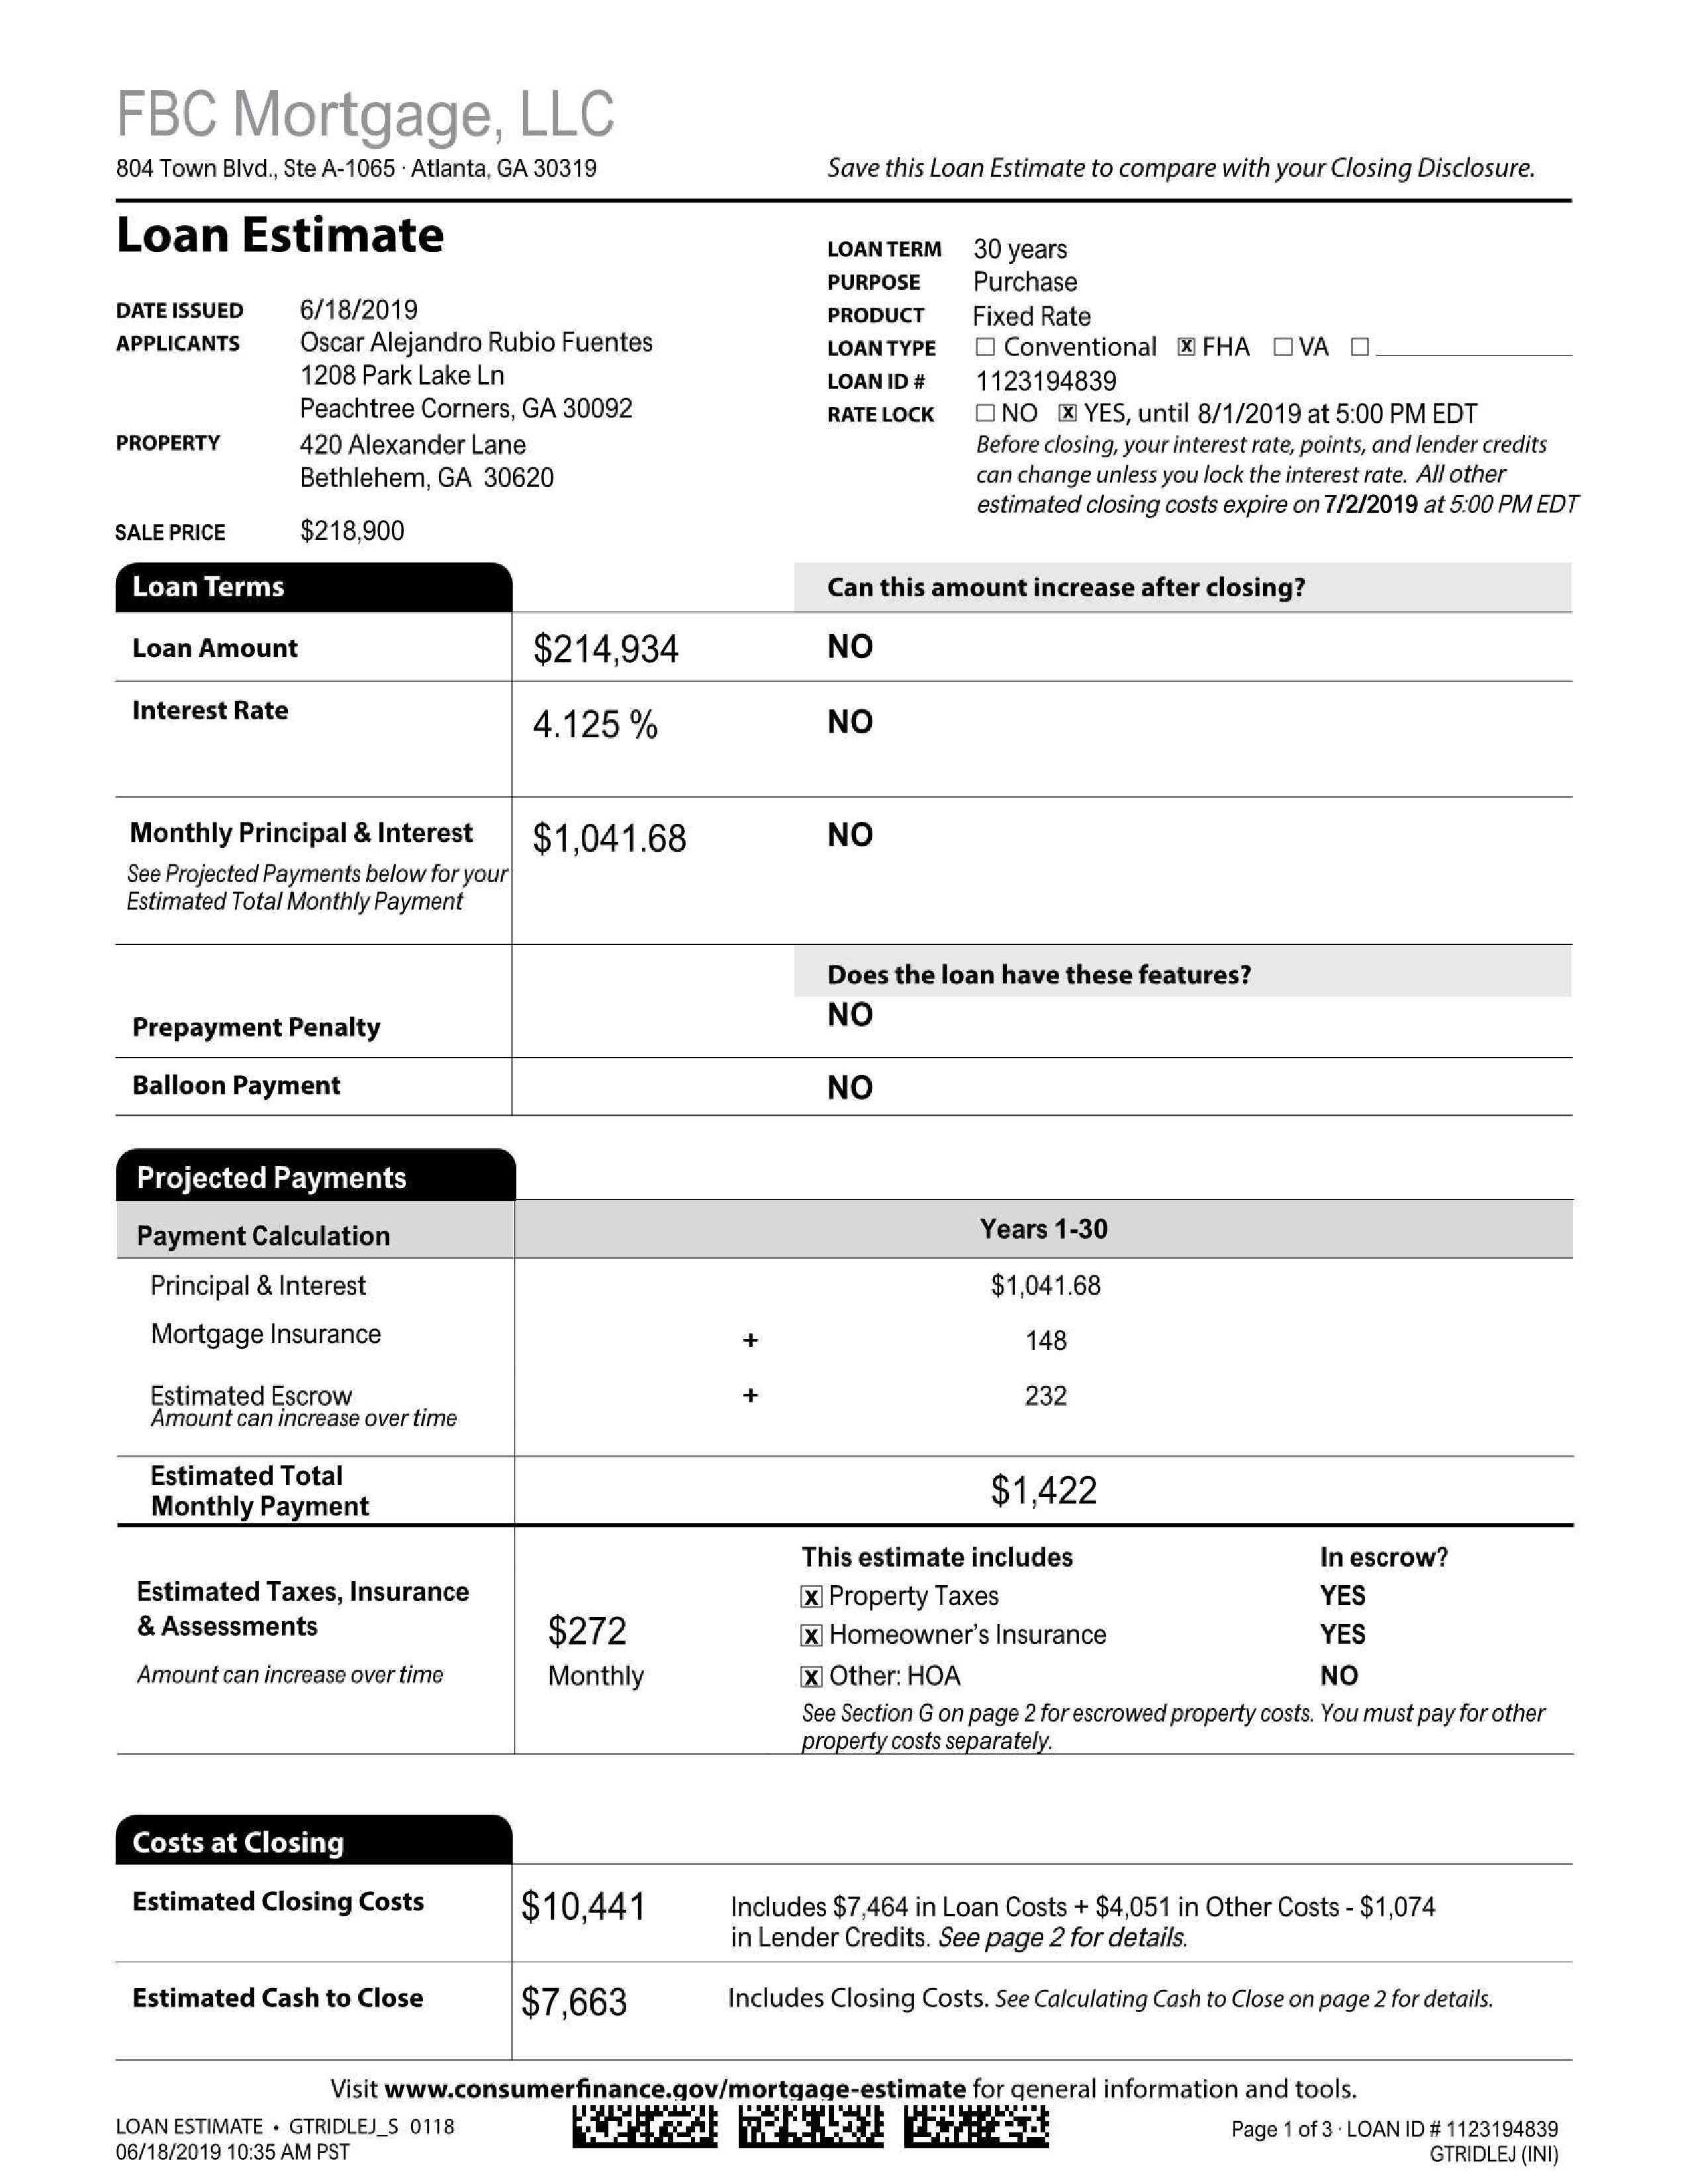 FBC Mortgage, LLC
804 Town Blvd., Ste A-1065 · Atlanta, GA 30319
Save this Loan Estimate to compare with your Closing Disclosure.
Loan Estimate
DATE ISSUED 6/18/2019
APPLICANTS Oscar Alejandro Rubio Fuentes
1208 Park Lake Ln
Peachtree Corners, GA 30092
PROPERTY 420 Alexander Lane
Bethlehem, GA 30620
SALE PRICE $218,900
LOAN TERM 30 years
PURPOSE Purchase
PRODUCT Fixed Rate
LOAN TYPE ☐ Conventional ☒ FHA ☐ VA ☐
LOAN ID # 1123194839
RATE LOCK ☐ NO ☒ YES, until 8/1/2019 at 5:00 PM EDT
Before closing, your interest rate, points, and lender credits
can change unless you lock the interest rate. All other
estimated closing costs expire on 7/2/2019 at 5:00 PM EDT
Loan Terms Can this amount increase after closing?
Loan Amount $214,934 NO
Interest Rate 4.125 % NO
Monthly Principal & Interest $1,041.68 NO
See Projected Payments below for your
Estimated Total Monthly Payment
Does the loan have these features?
Prepayment Penalty NO
Balloon Payment NO
Projected Payments
Payment Calculation Years 1-30
Principal & Interest $1,041.68
Mortgage Insurance + 148
Estimated Escrow + 232
Amount can increase over time
Estimated Total
Monthly Payment $1,422
This estimate includes In escrow?
Estimated Taxes, Insurance ☒ Property Taxes YES
& Assessments $272 ☒ Homeowner's Insurance YES
Amount can increase over time Monthly ☒ Other: HOA NO
See Section G on page 2 for escrowed property costs. You must pay for other
property costs separately.
Costs at Closing
Estimated Closing Costs $10,441 Includes $7,464 in Loan Costs + $4,051 in Other Costs - $1,074
in Lender Credits. See page 2 for details.
Estimated Cash to Close $7,663 Includes Closing Costs. See Calculating Cash to Close on page 2 for details.
Visit www.consumerfinance.gov/mortgage-estimate for general information and tools.
LOAN ESTIMATE • GTRIDLEJ_S 0118
06/18/2019 10:35 AM PST
Page 1 of 3 · LOAN ID # 1123194839
GTRIDLEJ (INI)